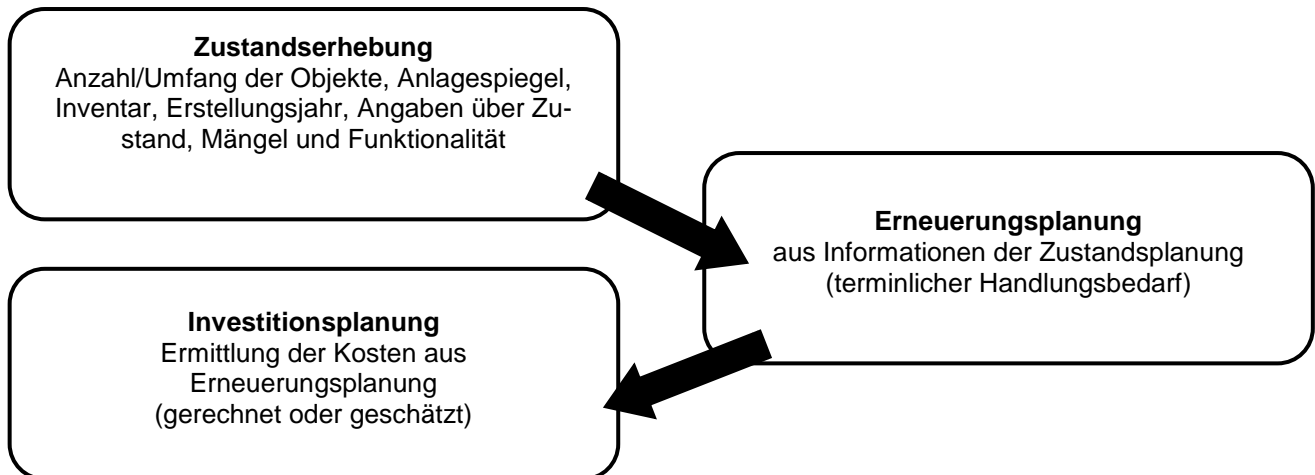 Zustandserhebung
Anzahl/Umfang der Objekte, Anlagespiegel,
Inventar, Erstellungsjahr, Angaben über Zu-
stand, Mängel und Funktionalität
Erneuerungsplanung
aus Informationen der Zustandsplanung
(terminlicher Handlungsbedarf)
Investitionsplanung
Ermittlung der Kosten aus
Erneuerungsplanung
(gerechnet oder geschätzt)